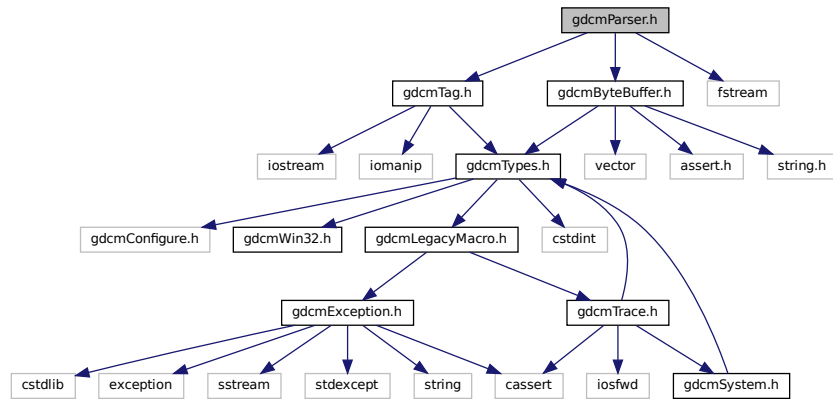 gdcmParser.h
gdcmTag.h
gdcmByteBuffer.h
fstream
iostream
iomanip
gdcmTypes.h
vector
assert.h
string.h
gdcmConfigure.h
gdcmWin32.h
gdcmLegacyMacro.h
cstdint
gdcmException.h
gdcmTrace.h
cstdlib
exception
sstream
stdexcept
string
cassert
iosfwd
gdcmSystem.h